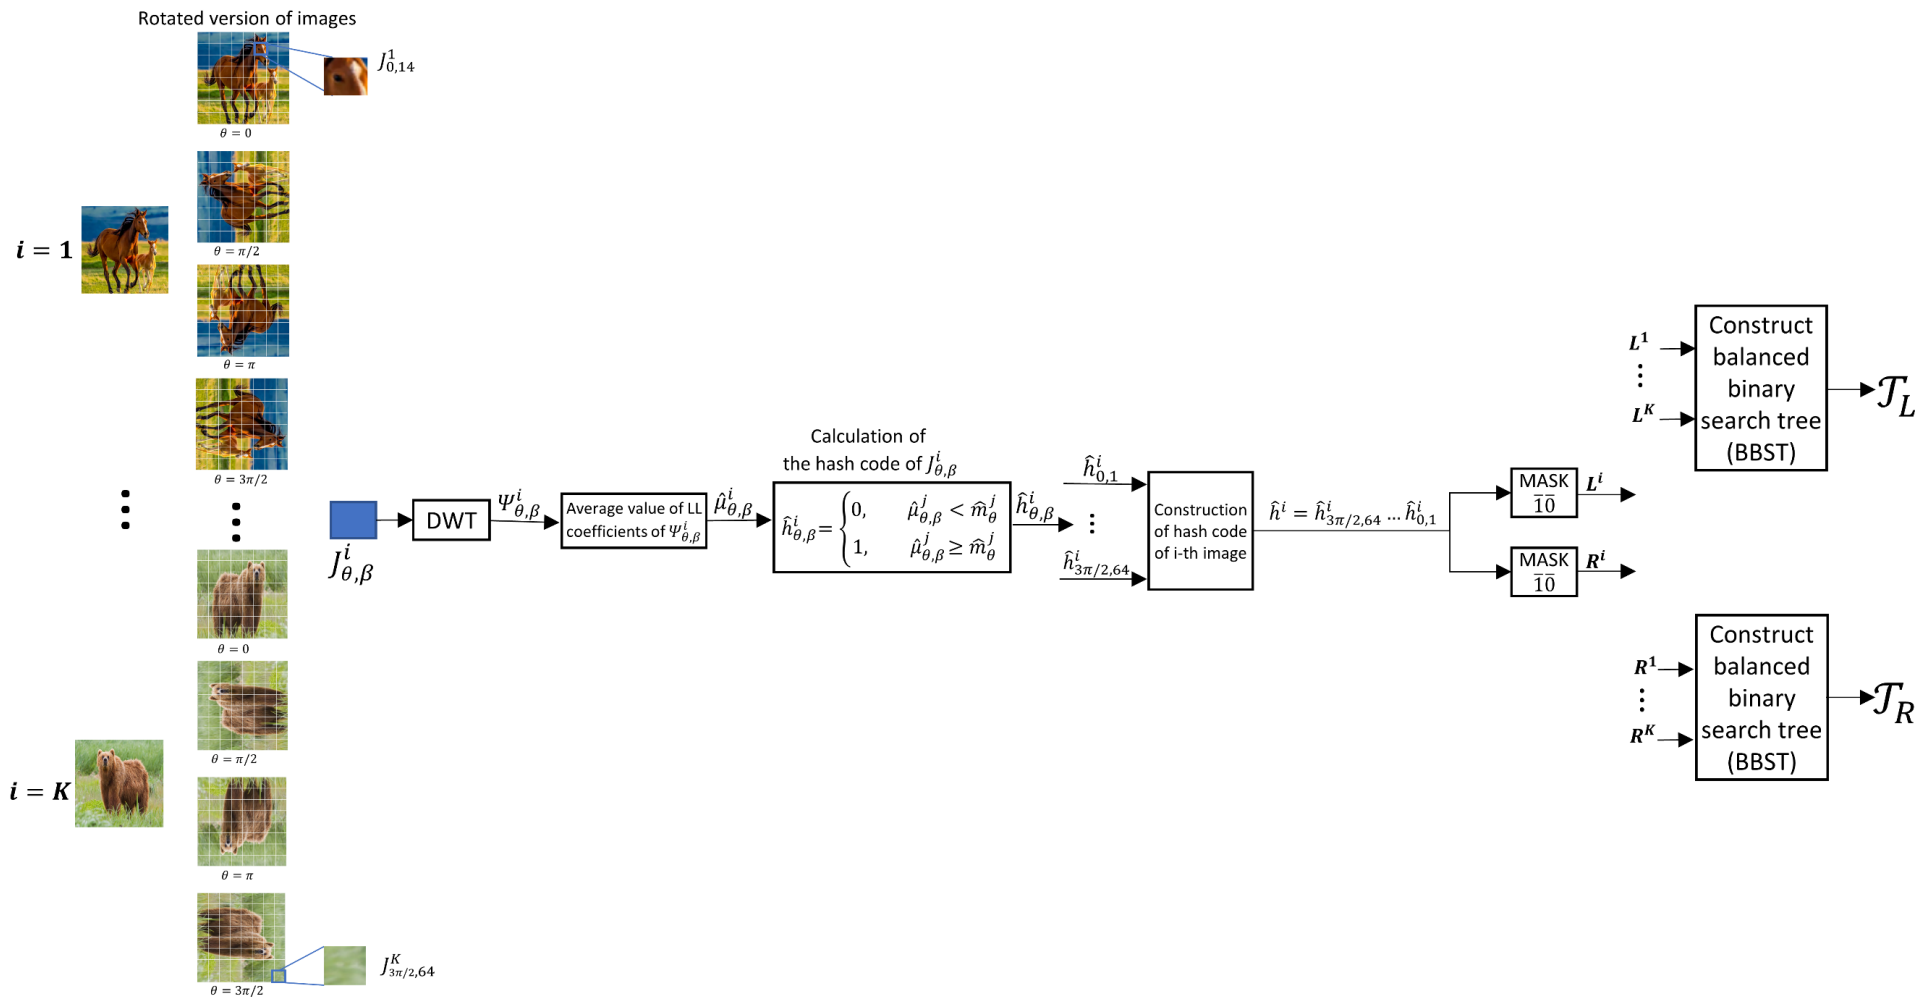 Rotated version of images
J^1_{0,14}
θ = 0
θ = π/2
i = 1
θ = π
θ = 3π/2
J^i_{θ,β}
DWT
Ψ^i_{θ,β}
Average value of LL
coefficients of Ψ^i_{θ,β}
μ̂^i_{θ,β}
Calculation of
the hash code of J^i_{θ,β}
ĥ^i_{θ,β} = { 0, μ̂^j_{θ,β} < m̂^j_θ
1, μ̂^j_{θ,β} ≥ m̂^j_θ
ĥ^i_{θ,β}
ĥ^i_{0,1}
ĥ^i_{3π/2,64}
Construction
of hash code
of i-th image
ĥ^i = ĥ^i_{3π/2,64} … ĥ^i_{0,1}
MASK
1̅0̅
L^i
MASK
1̅0̅
R^i
L^1
L^K
Construct
balanced
binary
search tree
(BBST)
𝒯_L
R^1
R^K
Construct
balanced
binary
search tree
(BBST)
𝒯_R
θ = 0
θ = π/2
i = K
θ = π
θ = 3π/2
J^K_{3π/2,64}